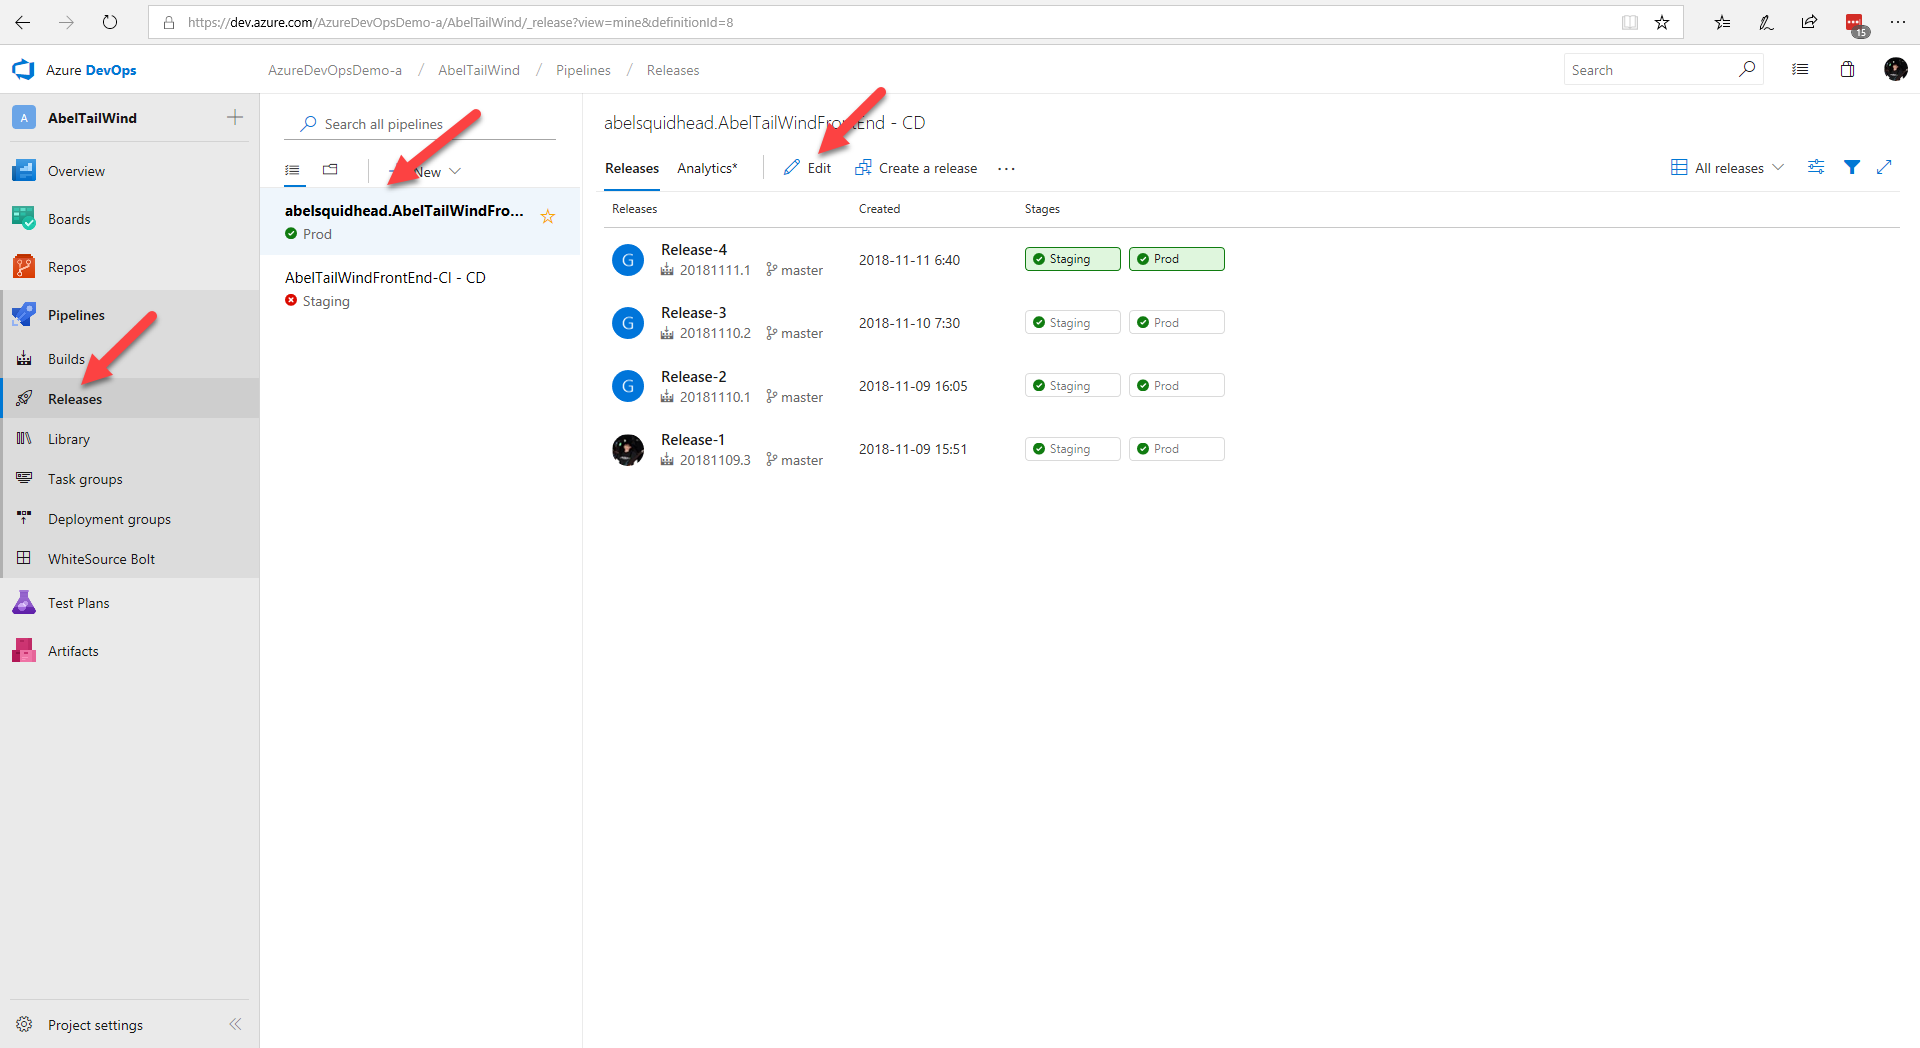 https://dev.azure.com/AzureDevOpsDemo-a/AbelTailWind/_release?view=mine&definitionId=8
15
Azure DevOps
AzureDevOpsDemo-a / AbelTailWind / Pipelines / Releases
Search
A AbelTailWind
Overview
Boards
Repos
Pipelines
Builds
Releases
Library
Task groups
Deployment groups
WhiteSource Bolt
Test Plans
Artifacts
Project settings
Search all pipelines
New
abelsquidhead.AbelTailWindFro...
Prod
AbelTailWindFrontEnd-CI - CD
Staging
abelsquidhead.AbelTailWindFrontEnd - CD
Releases Analytics* Edit Create a release ... All releases
Releases Created Stages
G Release-4 2018-11-11 6:40 Staging Prod
20181111.1 master
G Release-3 2018-11-10 7:30 Staging Prod
20181110.2 master
G Release-2 2018-11-09 16:05 Staging Prod
20181110.1 master
Release-1 2018-11-09 15:51 Staging Prod
20181109.3 master